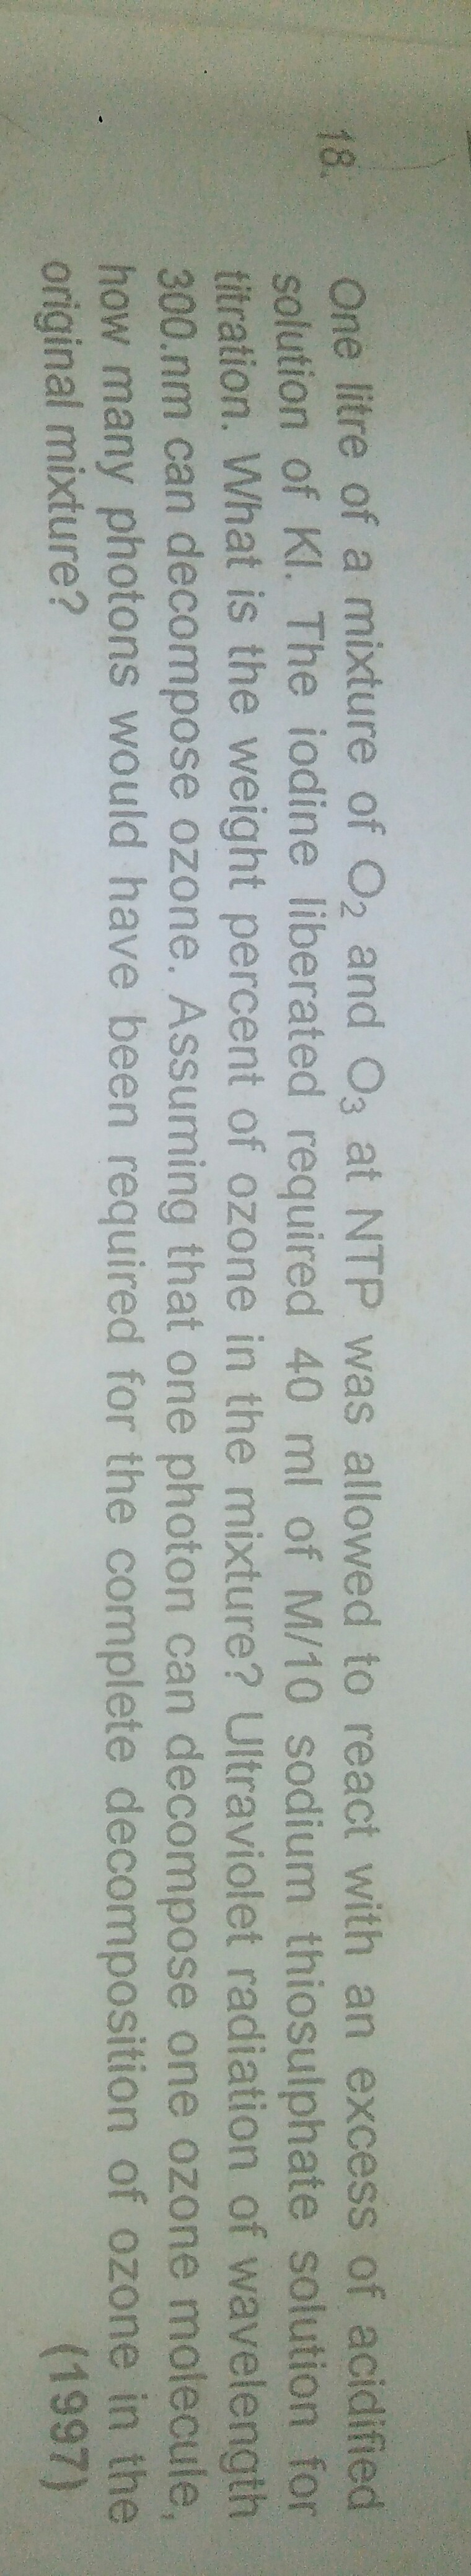 18. One litre of a mixture of O₂ and O₃ at NTP was allowed to react with an excess of acidified
solution of KI. The iodine liberated required 40 ml of M/10 sodium thiosulphate solution for
titration. What is the weight percent of ozone in the mixture? Ultraviolet radiation of wavelength
300.nm can decompose ozone. Assuming that one photon can decompose one ozone molecule,
how many photons would have been required for the complete decomposition of ozone in the
original mixture? (1997)